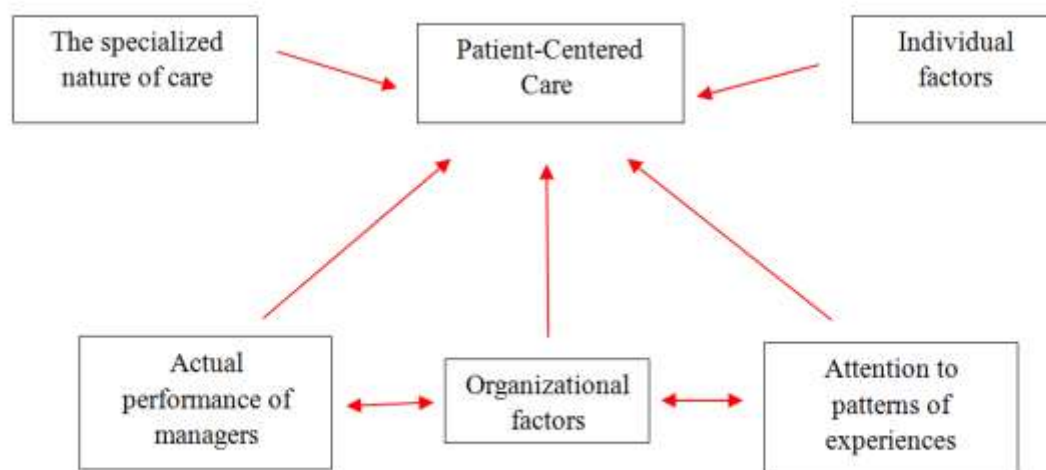 The specialized
nature of care
Patient-Centered
Care
Individual
factors
Actual
performance of
managers
Organizational
factors
Attention to
patterns of
experiences